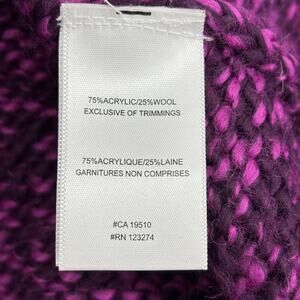 75%ACRYLIC/25%WOOL
EXCLUSIVE OF TRIMMINGS
75%ACRYLIQUE/25%LAINE
GARNITURES NON COMPRISES
#CA 19510
#RN 123274